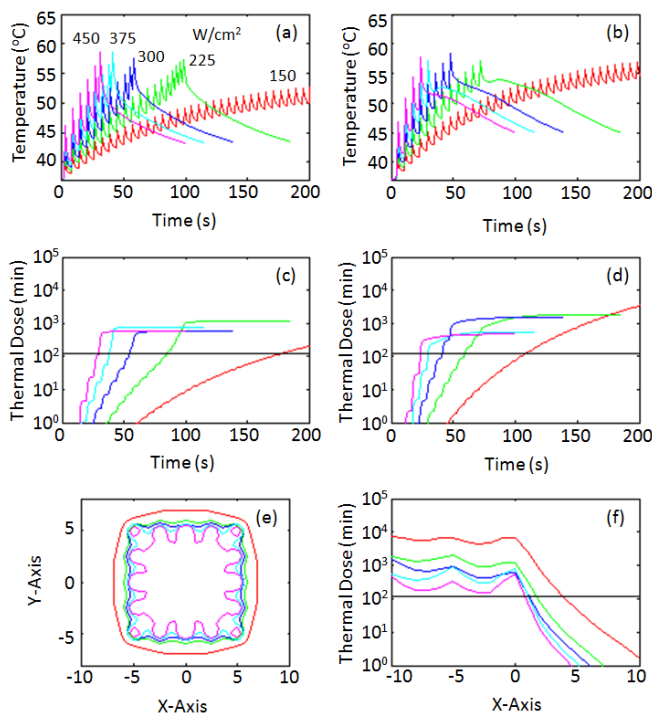 Temperature (°C)
65
60
55
50
45
40
450 375
W/cm²
300
225
150
(a)
0 50 100 150 200
Time (s)
Temperature (°C)
65
60
55
50
45
40
(b)
0 50 100 150 200
Time (s)
Thermal Dose (min)
10⁵
10⁴
10³
10²
10¹
10⁰
(c)
0 50 100 150 200
Time (s)
Thermal Dose (min)
10⁵
10⁴
10³
10²
10¹
10⁰
(d)
0 50 100 150 200
Time (s)
Y-Axis
5
0
-5
(e)
-10 -5 0 5 10
X-Axis
Thermal Dose (min)
10⁵
10⁴
10³
10²
10¹
10⁰
(f)
-10 -5 0 5 10
X-Axis